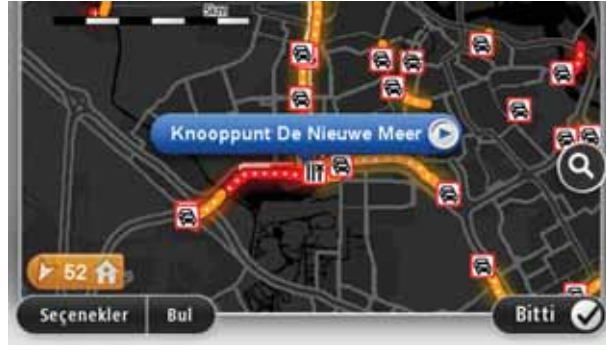 5km
Knooppunt De Nieuwe Meer
52
Seçenekler
Bul
Bitti